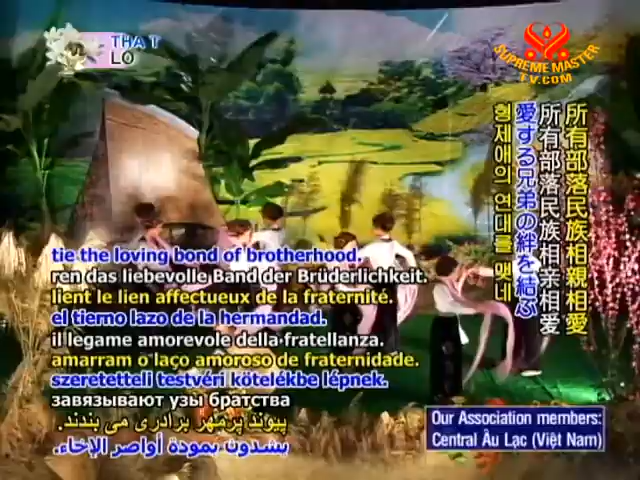 THA T
LO
SUPREME MASTER
TV.COM
所有部落民族相親相愛
所有部落民族相亲相爱
愛する兄弟の絆を結ぶ
형제애의 연대를 맺네
tie the loving bond of brotherhood.
ren das liebevolle Band der Brüderlichkeit.
lient le lien affectueux de la fraternité.
el tierno lazo de la hermandad.
il legame amorevole della fratellanza.
amarram o laço amoroso de fraternidade.
szeretetteli testvéri kötelékbe lépnek.
завязывают узы братства
پیوند پرمهر برادری می بندند.
يشدون بمودة أواصر الإخاء.
Our Association members:
Central Âu Lạc (Việt Nam)